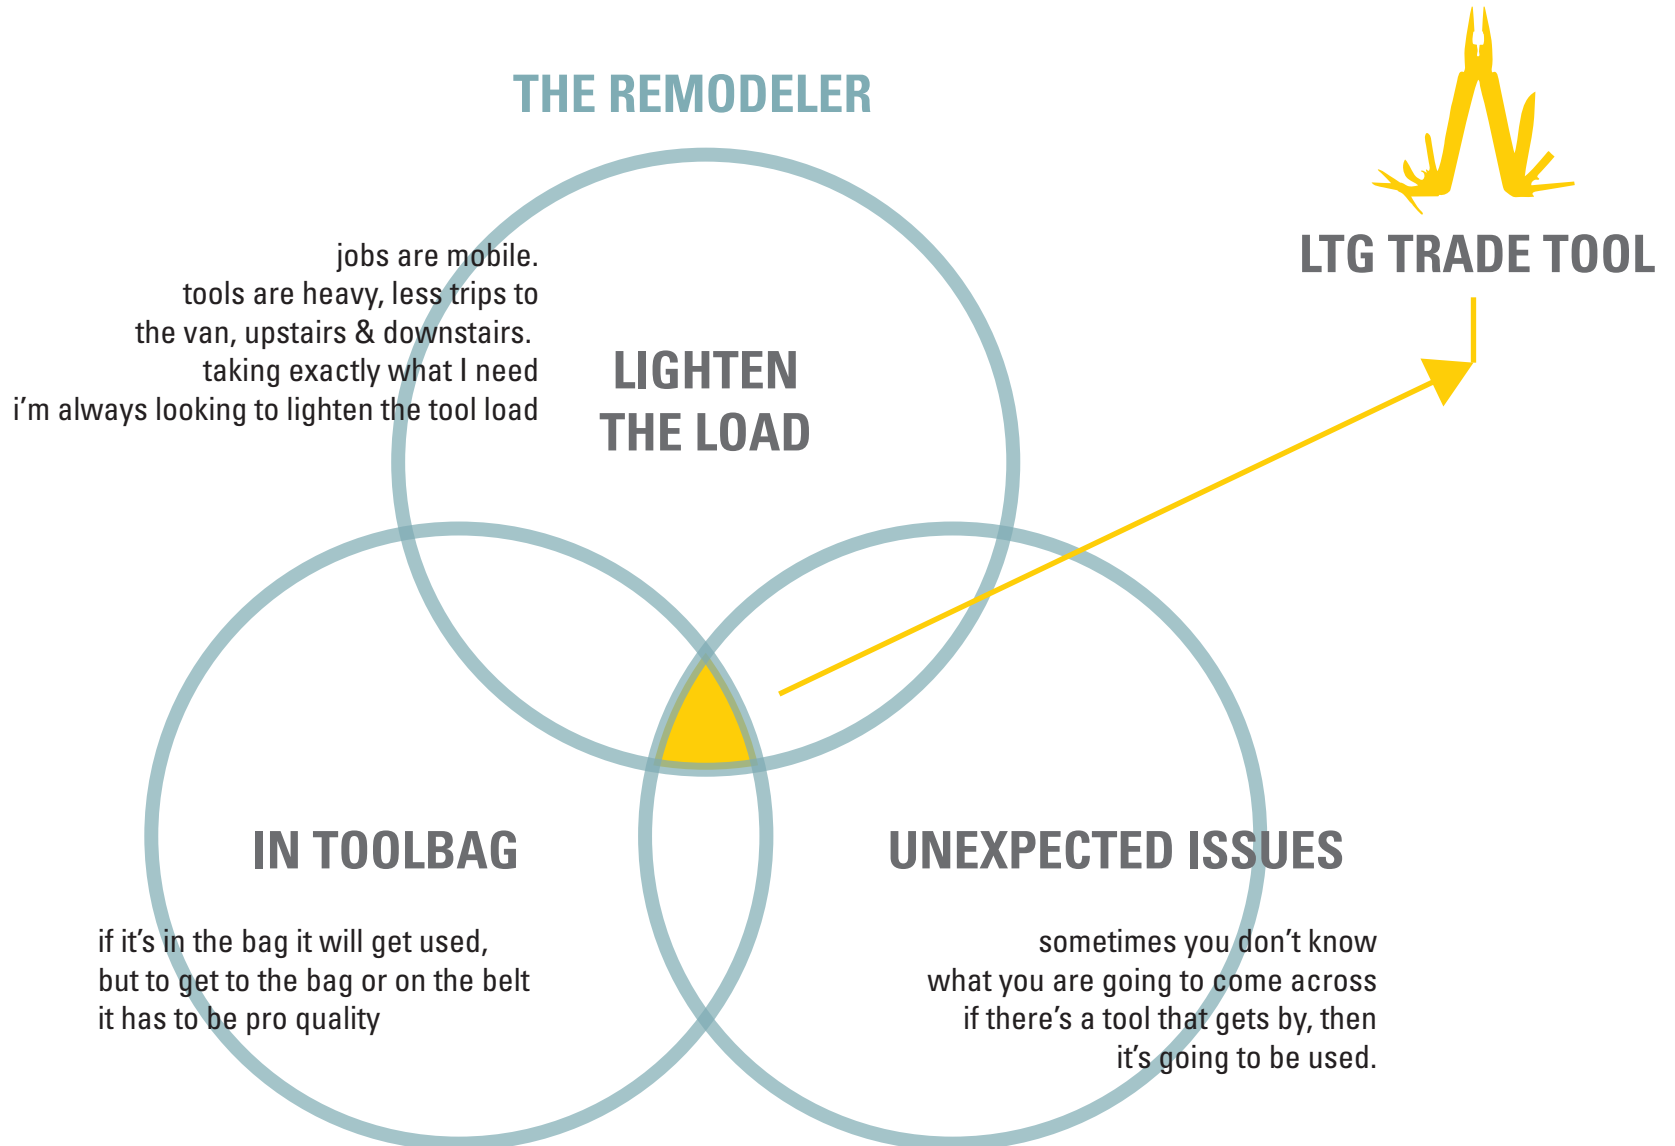 THE REMODELER
LTG TRADE TOOL
jobs are mobile.
tools are heavy, less trips to
the van, upstairs & downstairs.
taking exactly what I need
i’m always looking to lighten the tool load
LIGHTEN
THE LOAD
IN TOOLBAG
if it’s in the bag it will get used,
but to get to the bag or on the belt
it has to be pro quality
UNEXPECTED ISSUES
sometimes you don’t know
what you are going to come across
if there’s a tool that gets by, then
it’s going to be used.